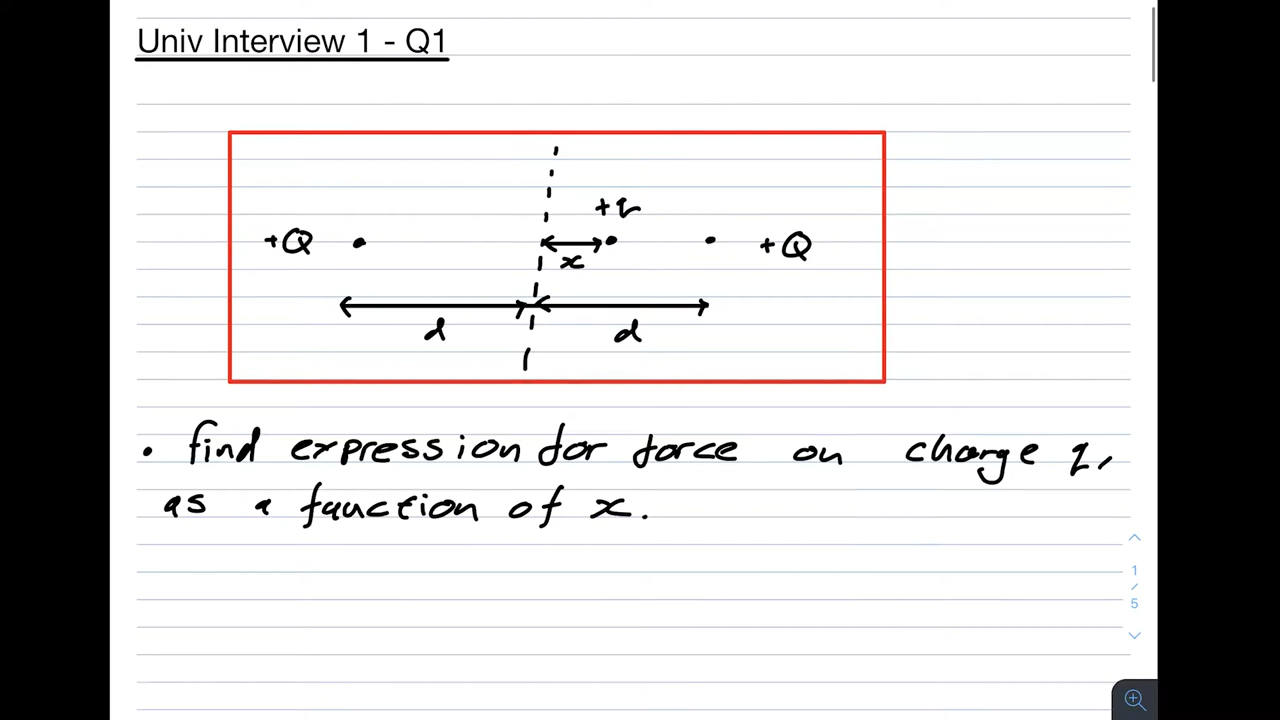 Univ Interview 1 - Q1
+q
+Q
+Q
x
d
d
• find expression for force on charge q,
as a function of x.
1
/
5